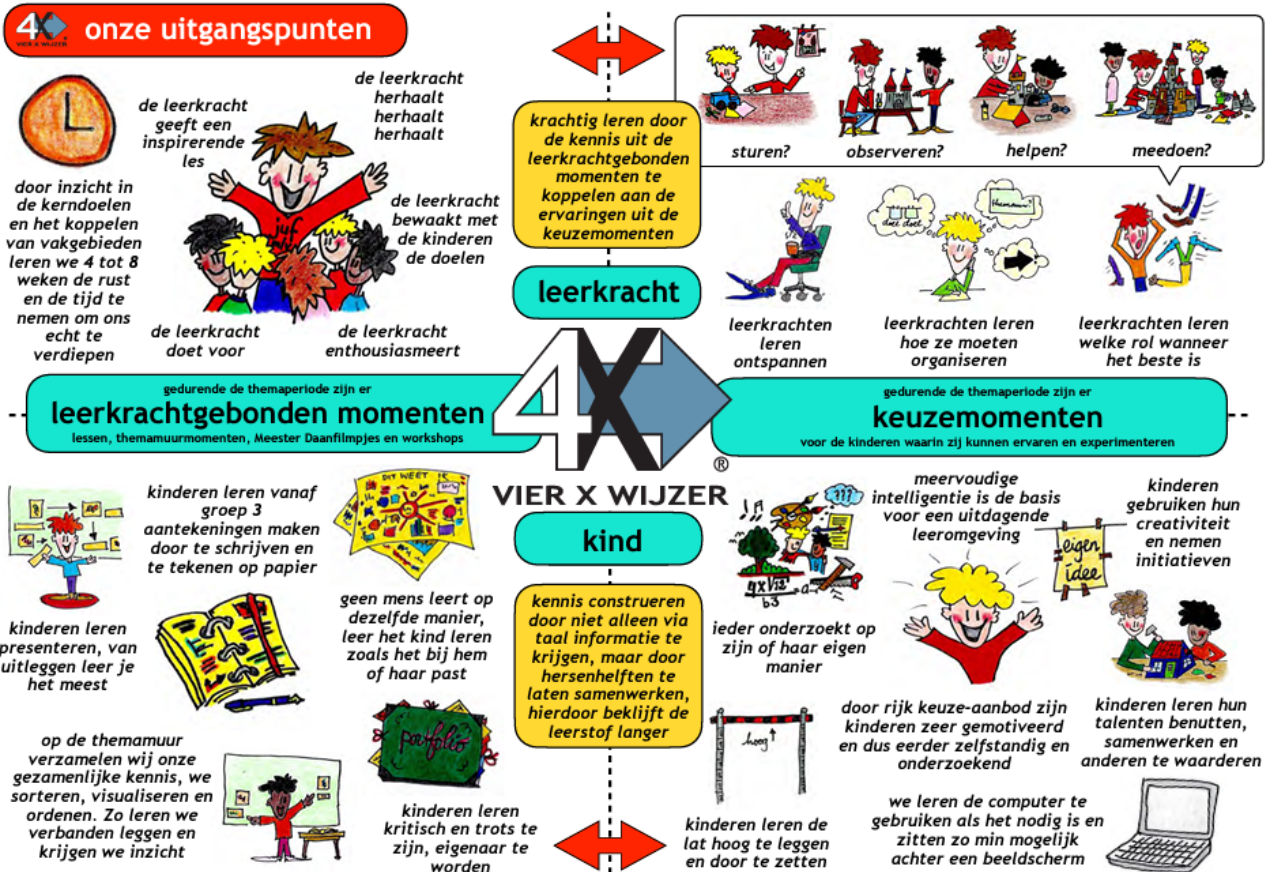 4X
VIER X WIJZER
onze uitgangspunten
de leerkracht
geeft een
inspirerende
les
de leerkracht
herhaalt
herhaalt
herhaalt
door inzicht in
de kerndoelen
en het koppelen
van vakgebieden
leren we 4 tot 8
weken de rust
en de tijd te
nemen om ons
echt te
verdiepen
juf
de leerkracht
bewaakt met
de kinderen
de doelen
de leerkracht
doet voor
de leerkracht
enthousiasmeert
krachtig leren door
de kennis uit de
leerkrachtgebonden
momenten te
koppelen aan de
ervaringen uit de
keuzemomenten
leerkracht
sturen?
observeren?
helpen?
meedoen?
leerkrachten
leren
ontspannen
doel doel
leerkrachten leren
hoe ze moeten
organiseren
leerkrachten leren
welke rol wanneer
het beste is
gedurende de themaperiode zijn er
leerkrachtgebonden momenten
lessen, themamuurmomenten, Meester Daanfilmpjes en workshops
4X
®
VIER X WIJZER
gedurende de themaperiode zijn er
keuzemomenten
voor de kinderen waarin zij kunnen ervaren en experimenteren
kinderen leren
presenteren, van
uitleggen leer je
het meest
kinderen leren vanaf
groep 3
aantekeningen maken
door te schrijven en
te tekenen op papier
DIT WEET IK
geen mens leert op
dezelfde manier,
leer het kind leren
zoals het bij hem
of haar past
op de themamuur
verzamelen wij onze
gezamenlijke kennis, we
sorteren, visualiseren en
ordenen. Zo leren we
verbanden leggen en
krijgen we inzicht
portfolio
kinderen leren
kritisch en trots te
zijn, eigenaar te
worden
kind
kennis construeren
door niet alleen via
taal informatie te
krijgen, maar door
hersenhelften te
laten samenwerken,
hierdoor beklijft de
leerstof langer
???
ieder onderzoekt op
zijn of haar eigen
manier
meervoudige
intelligentie is de basis
voor een uitdagende
leeromgeving
eigen
idee
kinderen
gebruiken hun
creativiteit
en nemen
initiatieven
hoog
kinderen leren de
lat hoog te leggen
en door te zetten
door rijk keuze-aanbod zijn
kinderen zeer gemotiveerd
en dus eerder zelfstandig en
onderzoekend
kinderen leren hun
talenten benutten,
samenwerken en
anderen te waarderen
we leren de computer te
gebruiken als het nodig is en
zitten zo min mogelijk
achter een beeldscherm